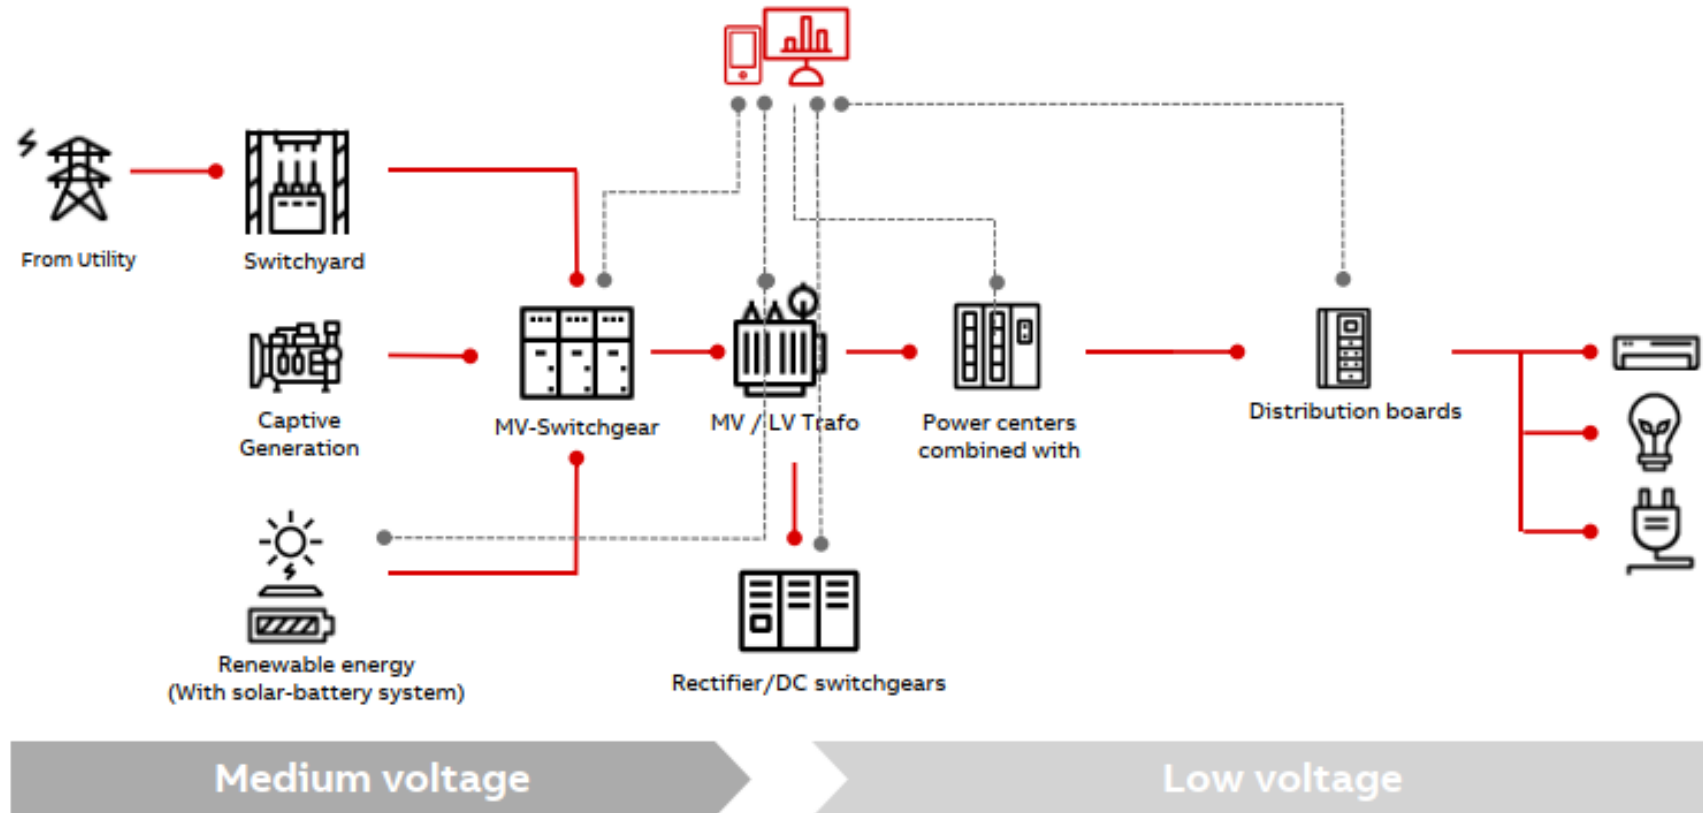 From Utility
Switchyard
Captive
Generation
MV-Switchgear
MV / LV Trafo
Power centers
combined with
Distribution boards
Renewable energy
(With solar-battery system)
Rectifier/DC switchgears
Medium voltage
Low voltage